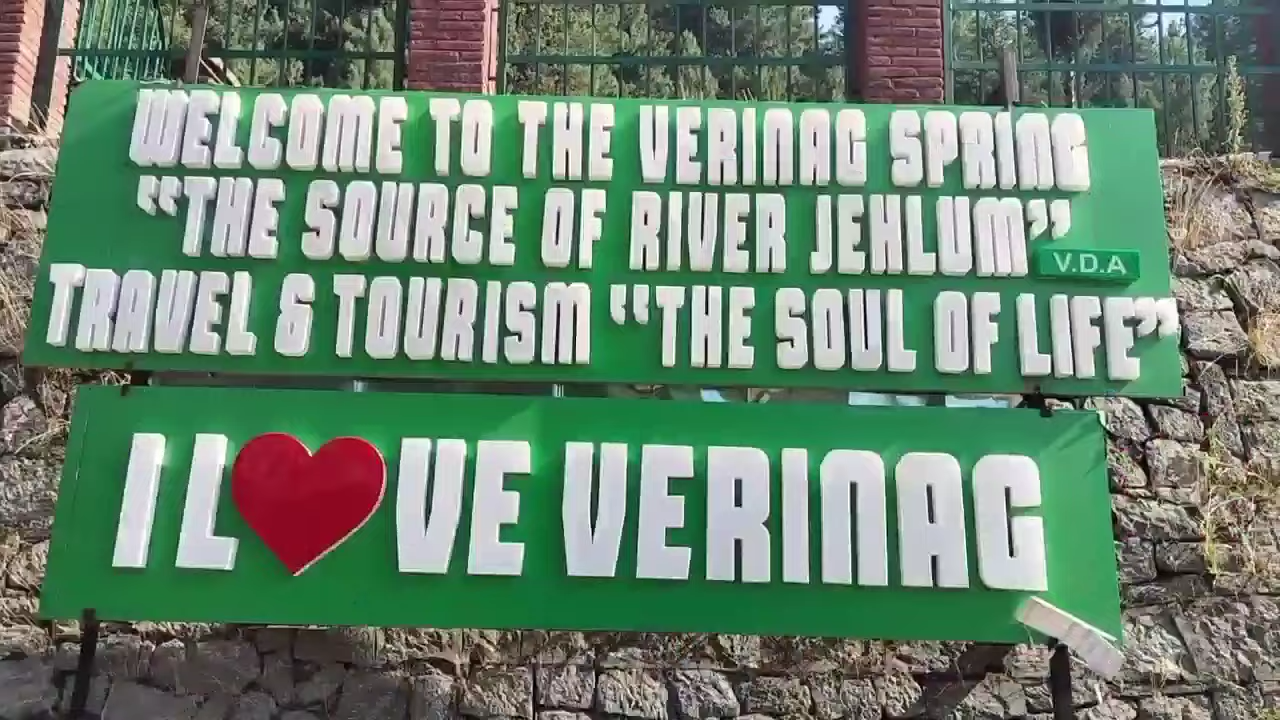 WELCOME TO THE VERINAG SPRING
“THE SOURCE OF RIVER JEHLUM”
V.D.A
TRAVEL & TOURISM “THE SOUL OF LIFE”
I L❤VE VERINAG